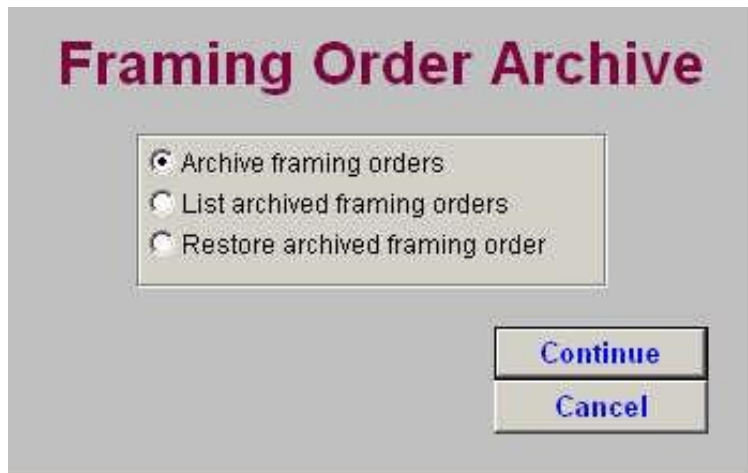 Framing Order Archive
Archive framing orders
List archived framing orders
Restore archived framing order
Continue
Cancel